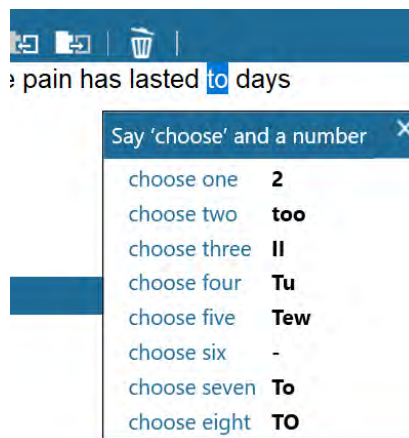 pain has lasted to days
Say 'choose' and a number
choose one 2
choose two too
choose three II
choose four Tu
choose five Tew
choose six -
choose seven To
choose eight TO